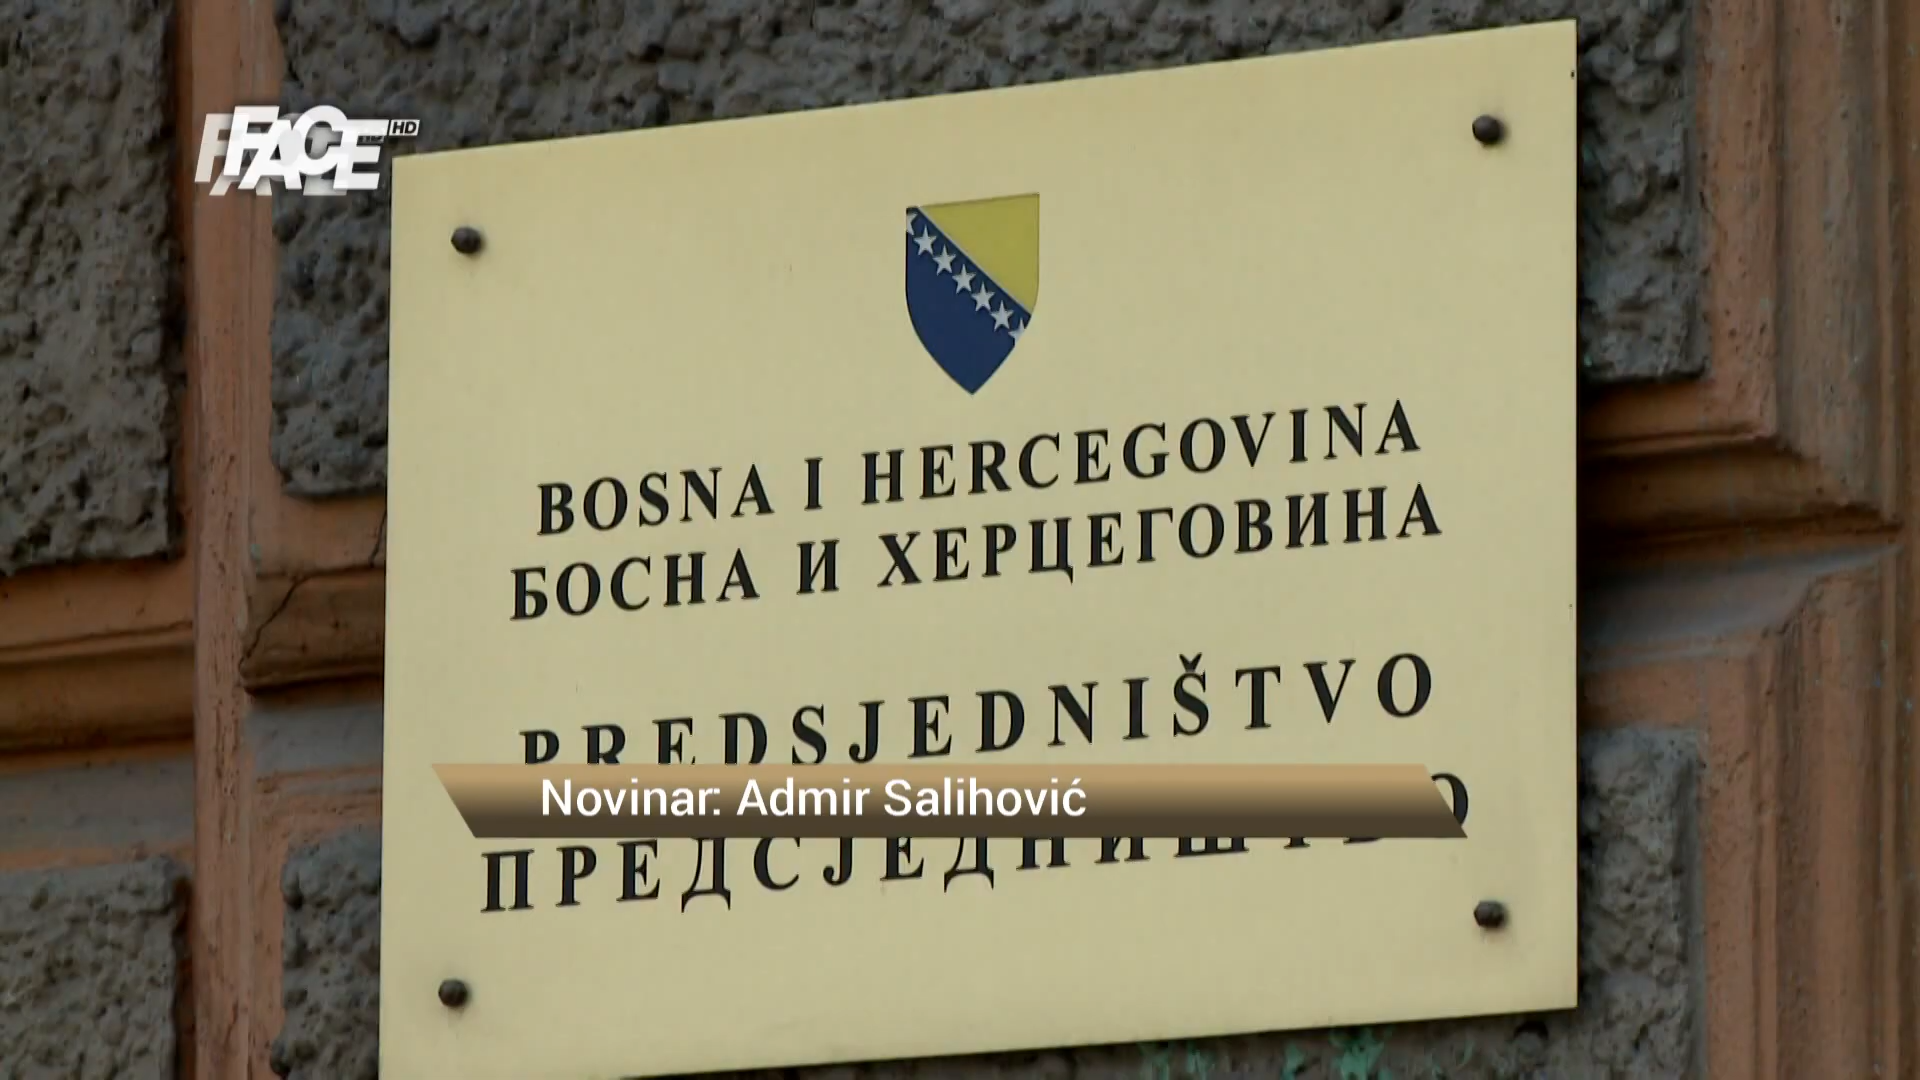 FACE HD
BOSNA I HERCEGOVINA
БОСНА И ХЕРЦЕГОВИНА
PREDSJEDNIŠTVO
Novinar: Admir Salihović
ПРЕДСЈЕДНИШТВО